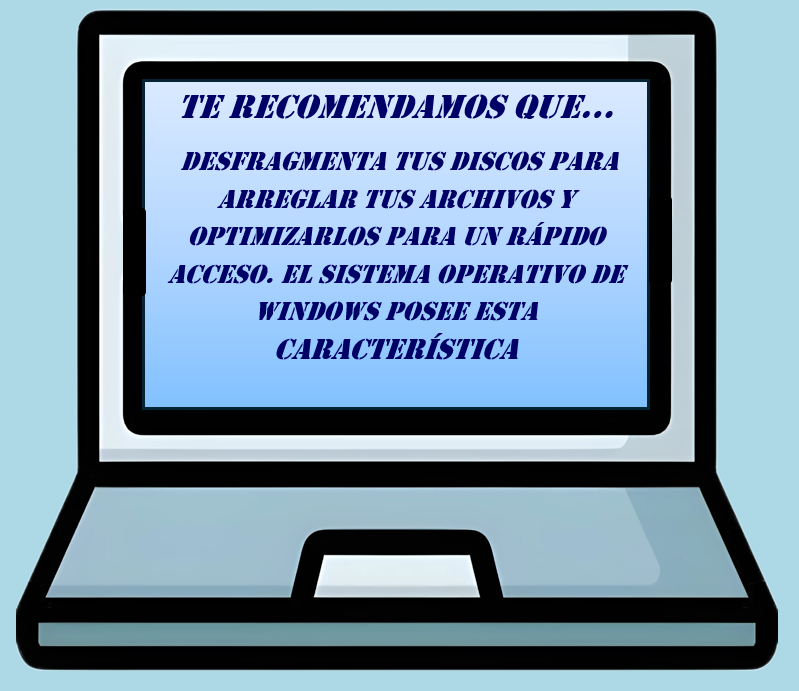 TE RECOMENDAMOS QUE...
DESFRAGMENTA TUS DISCOS PARA
ARREGLAR TUS ARCHIVOS Y
OPTIMIZARLOS PARA UN RÁPIDO
ACCESO. EL SISTEMA OPERATIVO DE
WINDOWS POSEE ESTA
CARACTERÍSTICA